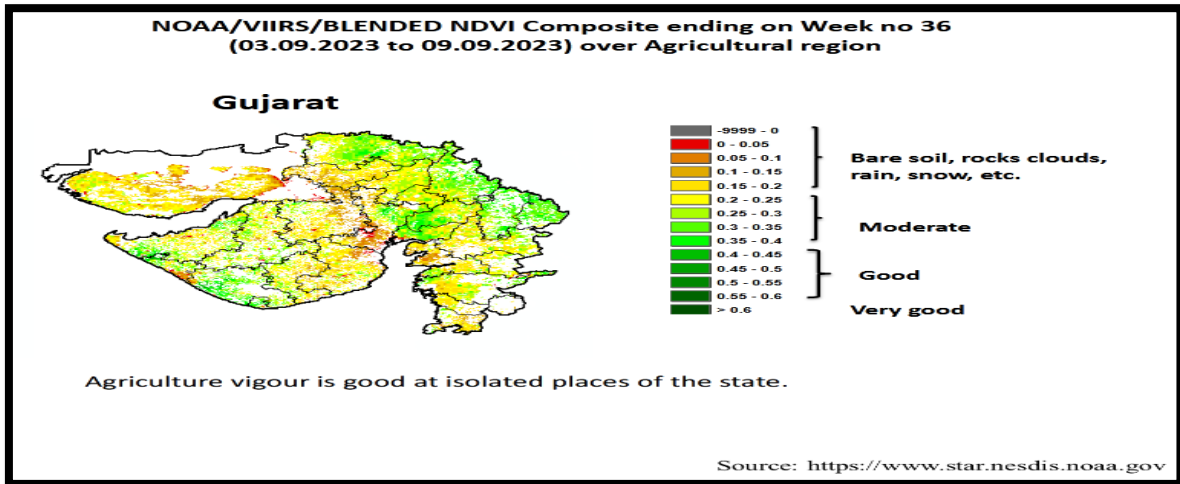 NOAA/VIIRS/BLENDED NDVI Composite ending on Week no 36
(03.09.2023 to 09.09.2023) over Agricultural region
Gujarat
-9999 - 0
0 - 0.05
0.05 - 0.1
0.1 - 0.15
0.15 - 0.2
0.2 - 0.25
0.25 - 0.3
0.3 - 0.35
0.35 - 0.4
0.4 - 0.45
0.45 - 0.5
0.5 - 0.55
0.55 - 0.6
> 0.6
Bare soil, rocks clouds,
rain, snow, etc.
Moderate
Good
Very good
Agriculture vigour is good at isolated places of the state.
Source: https://www.star.nesdis.noaa.gov